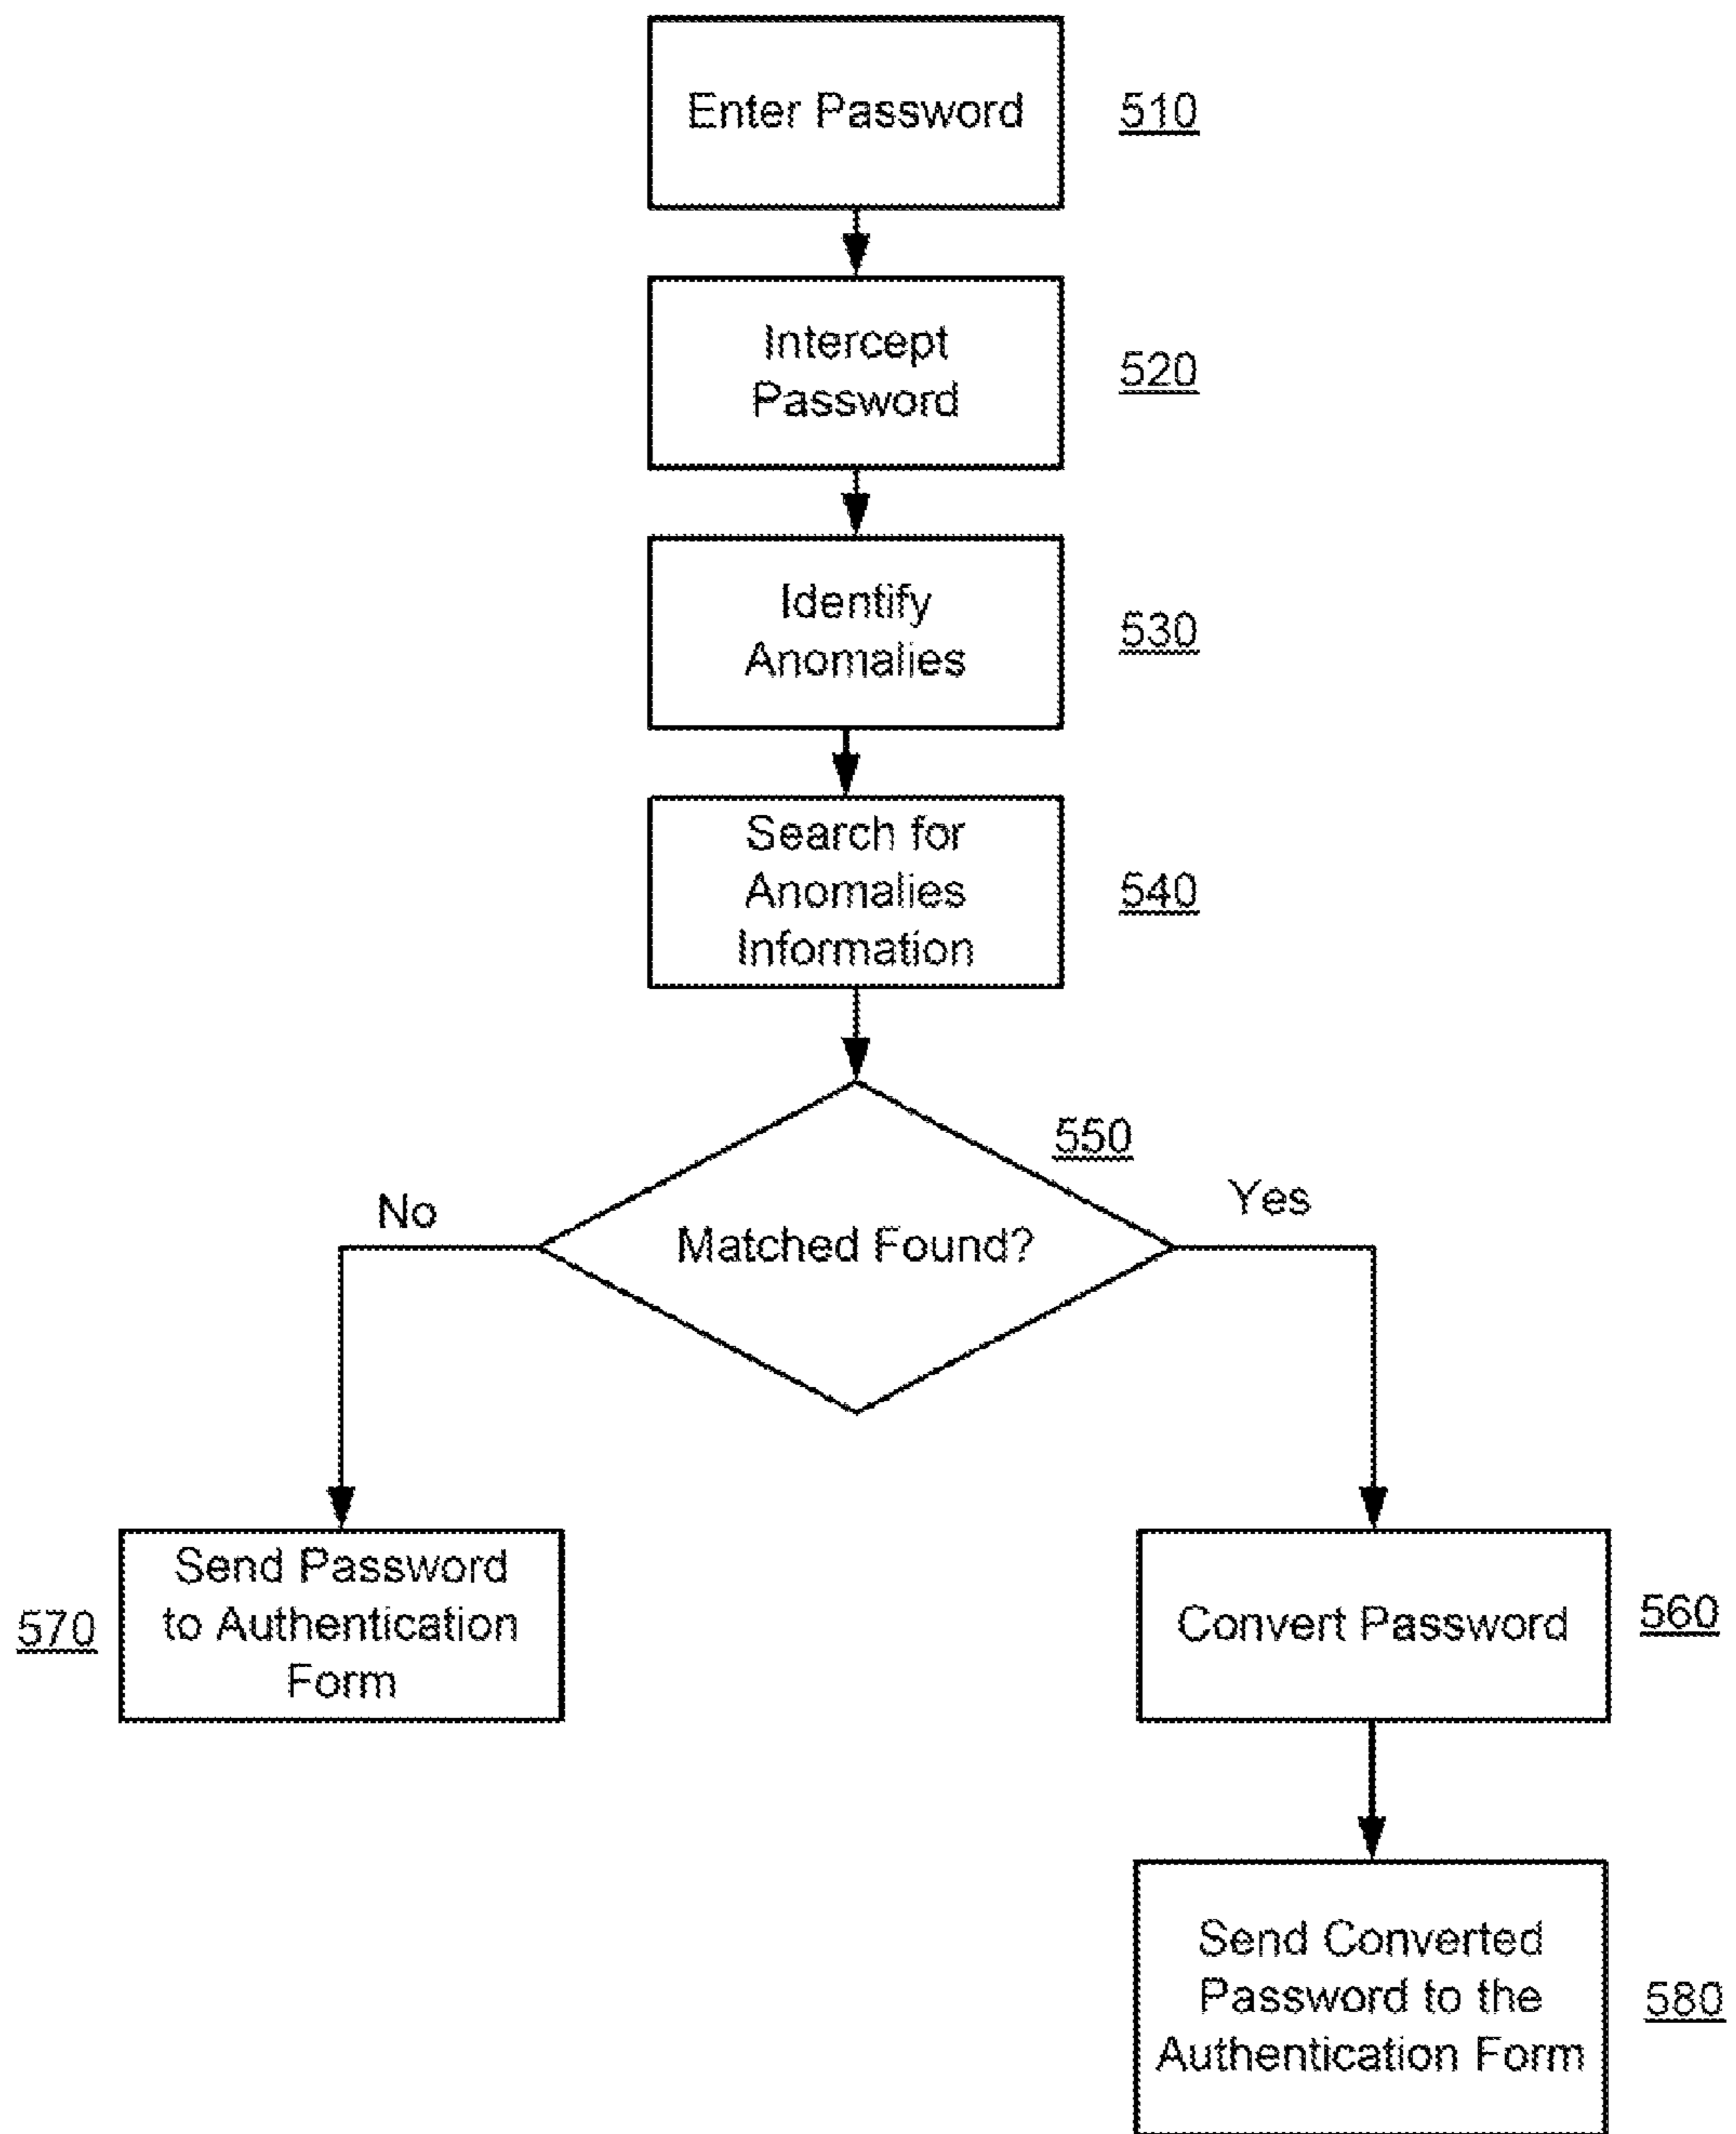 Enter Password
510
Intercept
Password
520
Identify
Anomalies
530
Search for
Anomalies
Information
540
550
No
Yes
Matched Found?
Send Password
to Authentication
Form
570
Convert Password
560
Send Converted
Password to the
Authentication Form
580